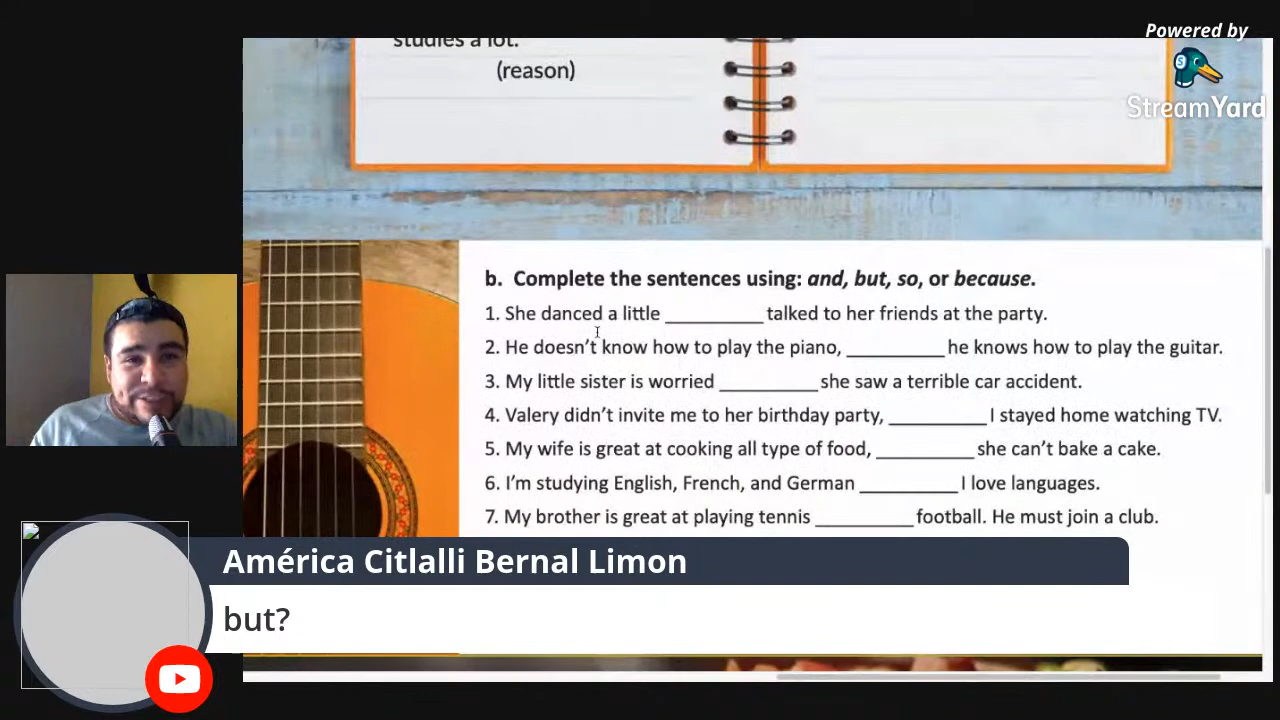 Powered by
StreamYard
studies a lot.
(reason)
b. Complete the sentences using: and, but, so, or because.
1. She danced a little __________ talked to her friends at the party.
2. He doesn't know how to play the piano, __________ he knows how to play the guitar.
3. My little sister is worried __________ she saw a terrible car accident.
4. Valery didn't invite me to her birthday party, __________ I stayed home watching TV.
5. My wife is great at cooking all type of food, __________ she can't bake a cake.
6. I'm studying English, French, and German __________ I love languages.
7. My brother is great at playing tennis __________ football. He must join a club.
América Citlalli Bernal Limon
but?